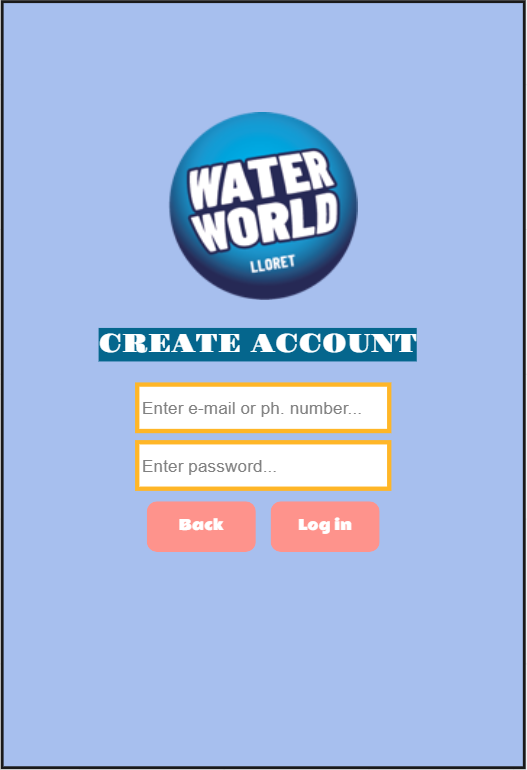 WATER
WORLD
LLORET
CREATE ACCOUNT
Enter e-mail or ph. number...
Enter password...
Back
Log in